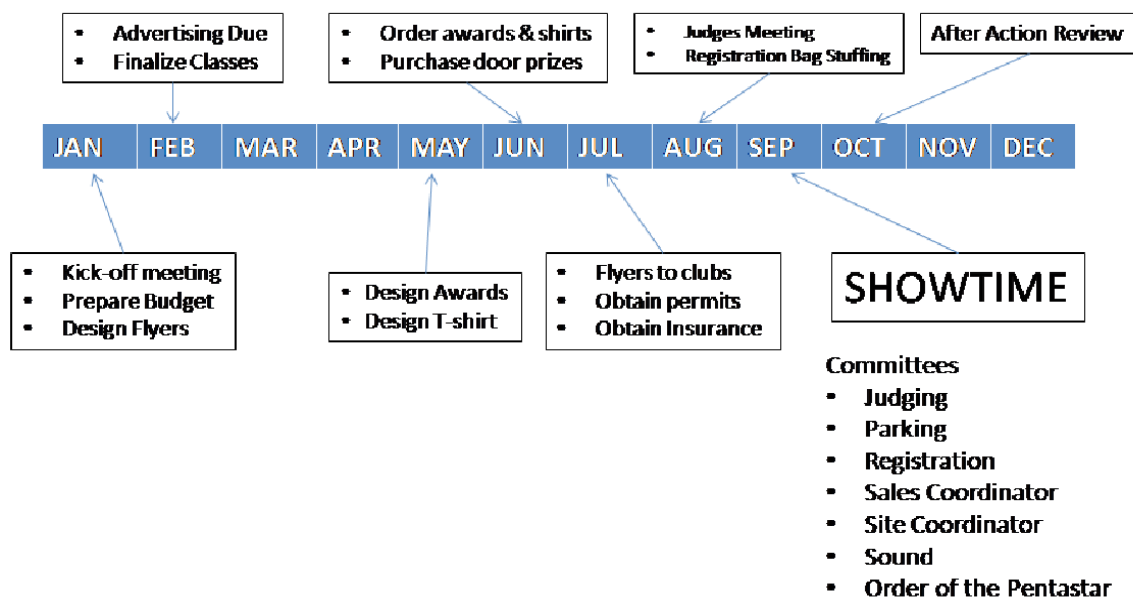 • Advertising Due
• Finalize Classes
• Order awards & shirts
• Purchase door prizes
• Judges Meeting
• Registration Bag Stuffing
After Action Review
JAN FEB MAR APR MAY JUN JUL AUG SEP OCT NOV DEC
• Kick-off meeting
• Prepare Budget
• Design Flyers
• Design Awards
• Design T-shirt
• Flyers to clubs
• Obtain permits
• Obtain Insurance
SHOWTIME
Committees
• Judging
• Parking
• Registration
• Sales Coordinator
• Site Coordinator
• Sound
• Order of the Pentastar